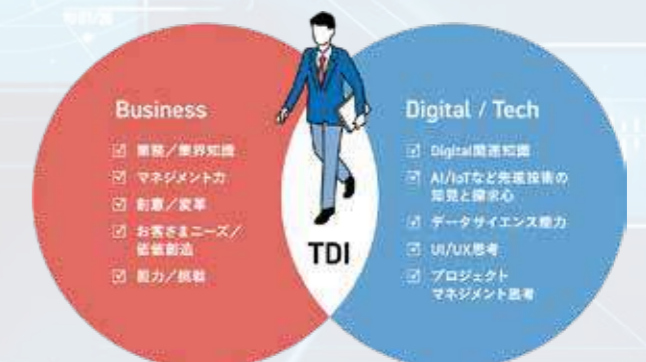 Business
業務／業界知識
マネジメント力
創意／変革
お客さまニーズ／
価値創造
胆力／挑戦
TDI
Digital / Tech
Digital関連知識
AI/IoTなど先進技術の
知見と探求心
データサイエンス能力
UI/UX思考
プロジェクト
マネジメント思考